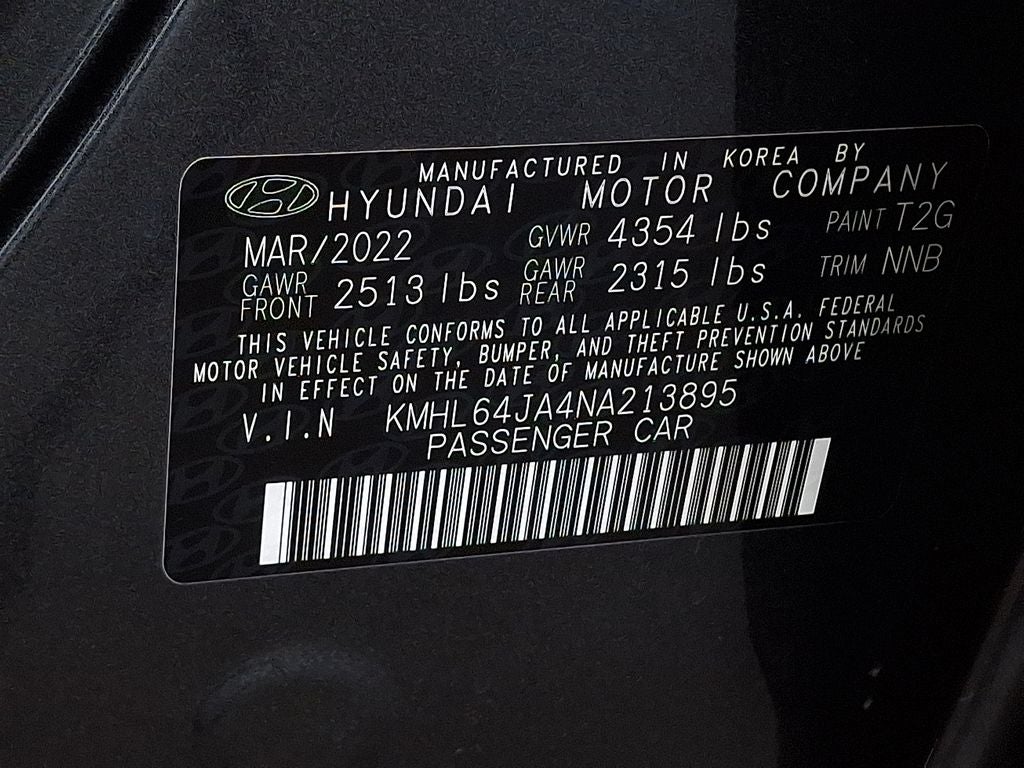 MANUFACTURED IN KOREA BY
HYUNDAI MOTOR COMPANY
MAR/2022 GVWR 4354 lbs PAINT T2G
GAWR FRONT 2513 lbs GAWR REAR 2315 lbs TRIM NNB
THIS VEHICLE CONFORMS TO ALL APPLICABLE U.S.A. FEDERAL
MOTOR VEHICLE SAFETY, BUMPER, AND THEFT PREVENTION STANDARDS
IN EFFECT ON THE DATE OF MANUFACTURE SHOWN ABOVE
V.I.N KMHL64JA4NA213895
PASSENGER CAR